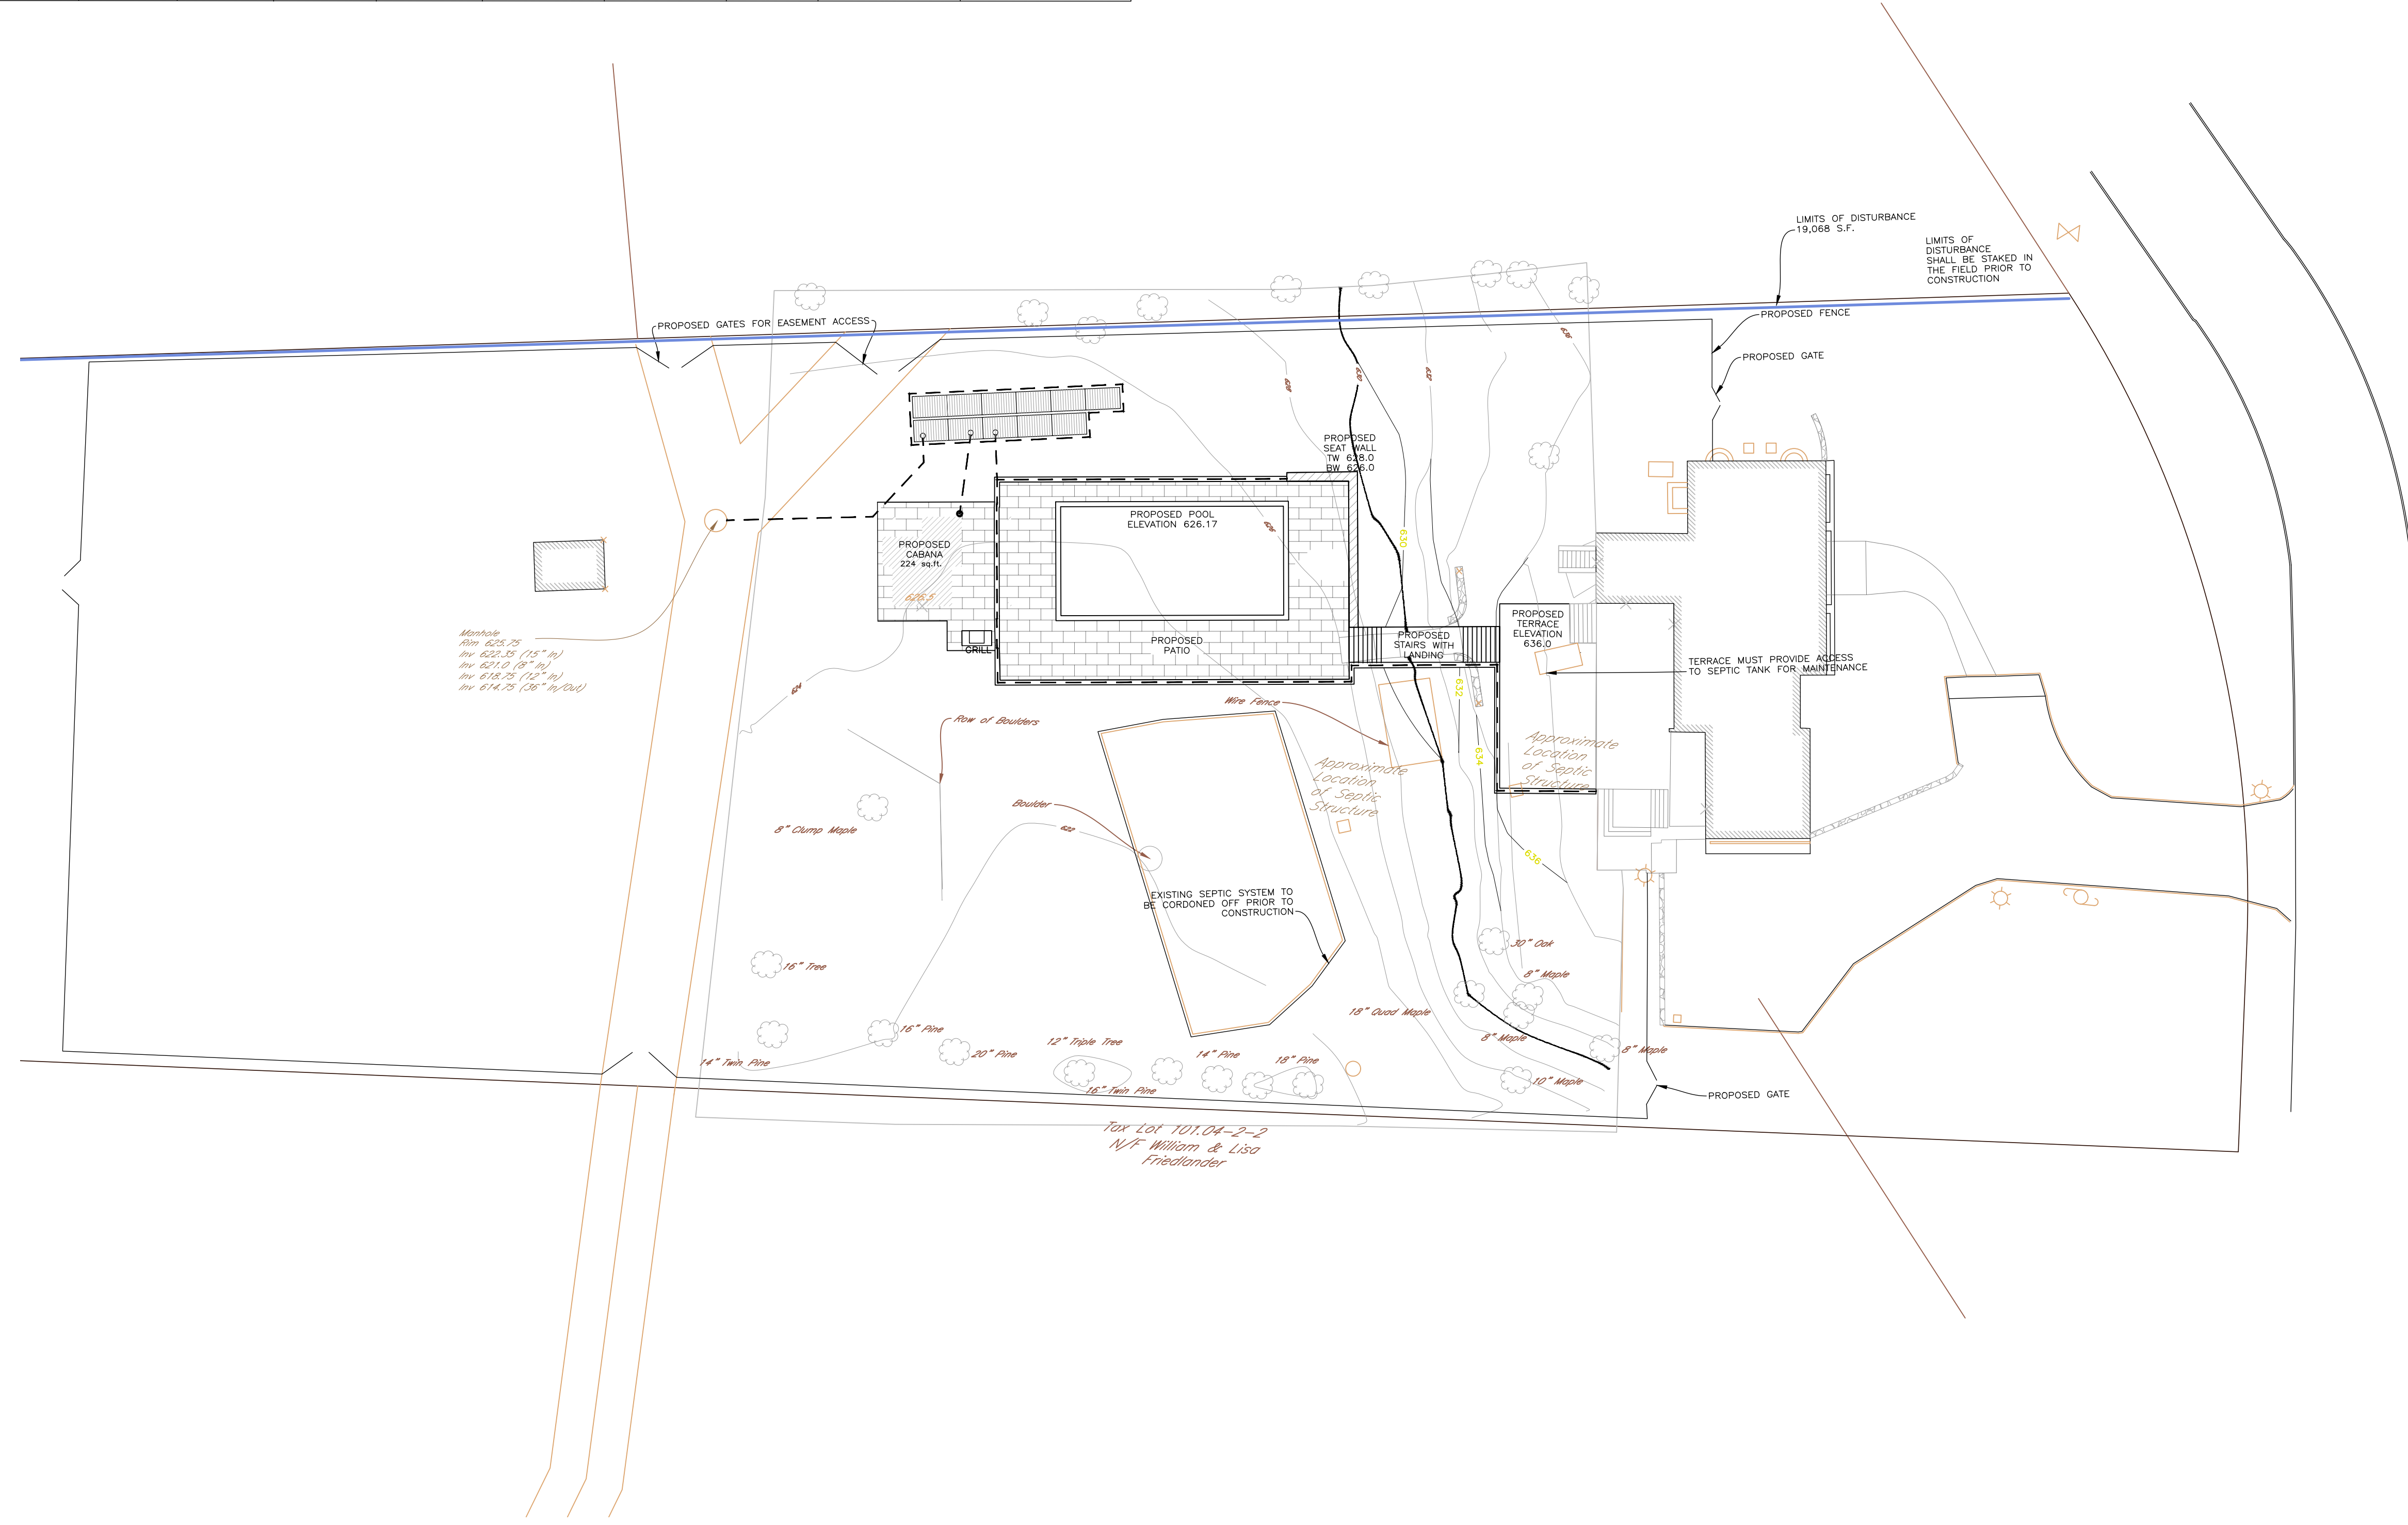 LIMITS OF DISTURBANCE
19,068 S.F.
LIMITS OF
DISTURBANCE
SHALL BE STAKED IN
THE FIELD PRIOR TO
CONSTRUCTION
PROPOSED GATES FOR EASEMENT ACCESS
PROPOSED FENCE
PROPOSED GATE
636
628
630
632
PROPOSED
SEAT WALL
TW 628.0
BW 626.0
PROPOSED POOL
ELEVATION 626.17
626
630
PROPOSED
CABANA
224 sq.ft.
626.5
Manhole
Rim 625.75
Inv 622.35 (15" In)
Inv 621.0 (8" In)
Inv 618.75 (12" In)
Inv 614.75 (36" In/Out)
GRILL
PROPOSED
PATIO
PROPOSED
STAIRS WITH
LANDING
PROPOSED
TERRACE
ELEVATION
636.0
TERRACE MUST PROVIDE ACCESS
TO SEPTIC TANK FOR MAINTENANCE
624
632
Row of Boulders
Wire Fence
634
Approximate
Location
of Septic
Structure
Approximate
Location
of Septic
Structure
Boulder
622
8" Clump Maple
636
EXISTING SEPTIC SYSTEM TO
BE CORDONED OFF PRIOR TO
CONSTRUCTION
30" Oak
16" Tree
8" Maple
18" Quad Maple
16" Pine
20" Pine
12" Triple Tree
14" Pine
18" Pine
8" Maple
8" Maple
14" Twin Pine
16" Twin Pine
10" Maple
PROPOSED GATE
Tax Lot 101.04-2-2
N/F William & Lisa
Friedlander